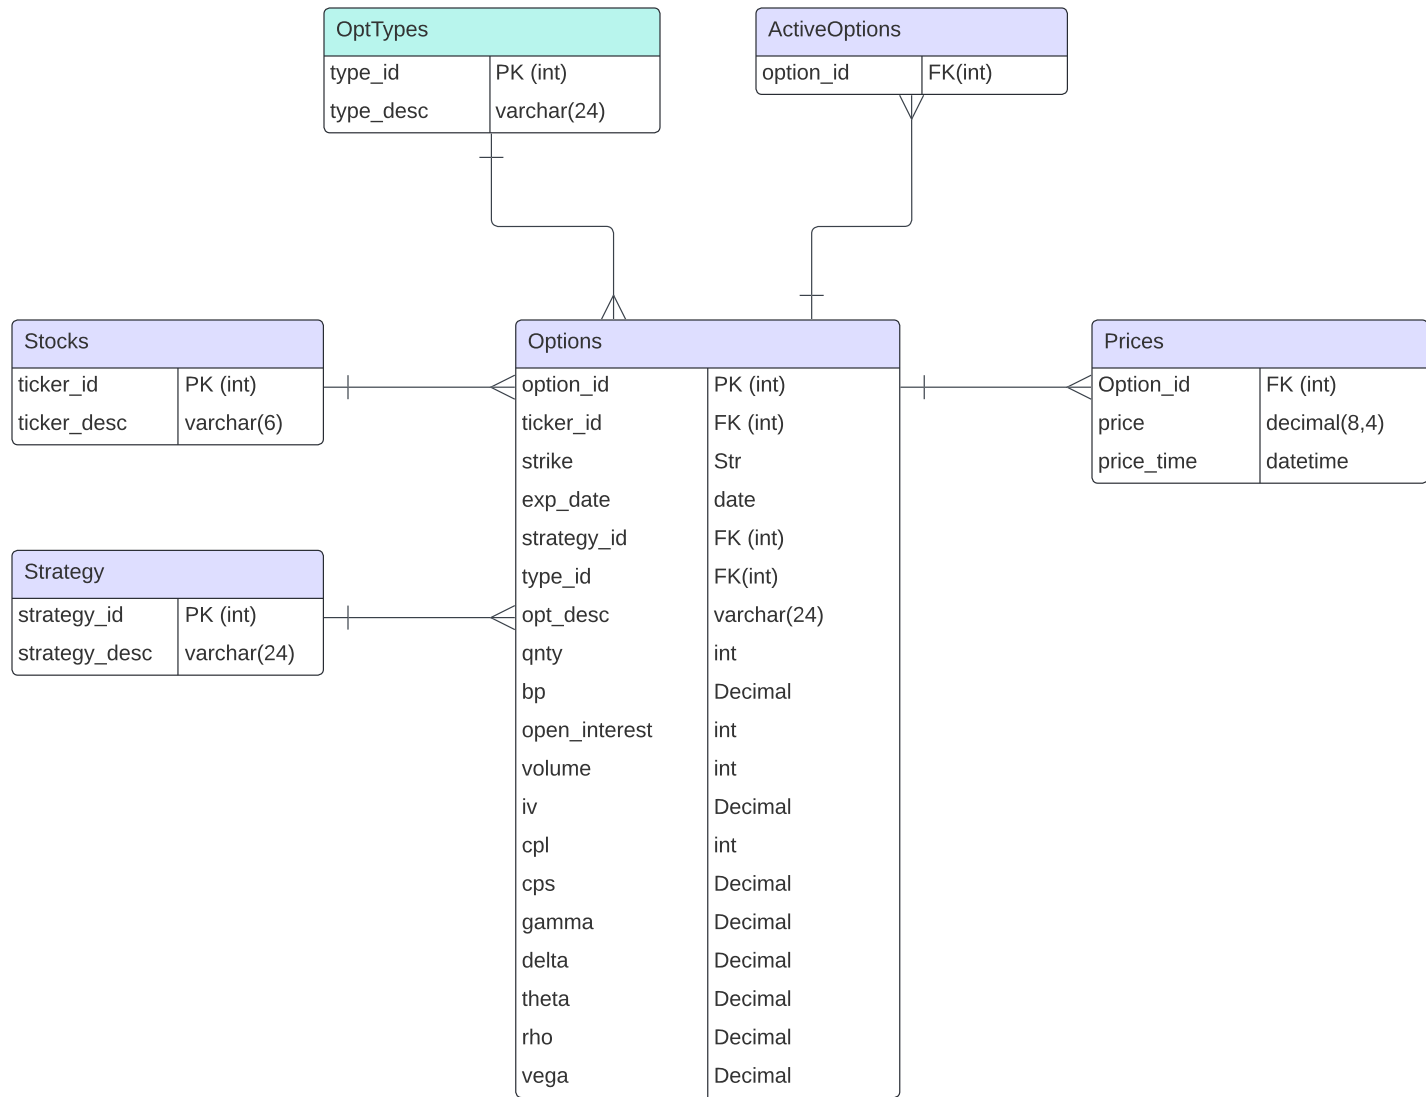 OptTypes
type_id PK (int)
type_desc varchar(24)
ActiveOptions
option_id FK(int)
Stocks
ticker_id PK (int)
ticker_desc varchar(6)
Strategy
strategy_id PK (int)
strategy_desc varchar(24)
Options
option_id PK (int)
ticker_id FK (int)
strike Str
exp_date date
strategy_id FK (int)
type_id FK(int)
opt_desc varchar(24)
qnty int
bp Decimal
open_interest int
volume int
iv Decimal
cpl int
cps Decimal
gamma Decimal
delta Decimal
theta Decimal
rho Decimal
vega Decimal
Prices
Option_id FK (int)
price decimal(8,4)
price_time datetime